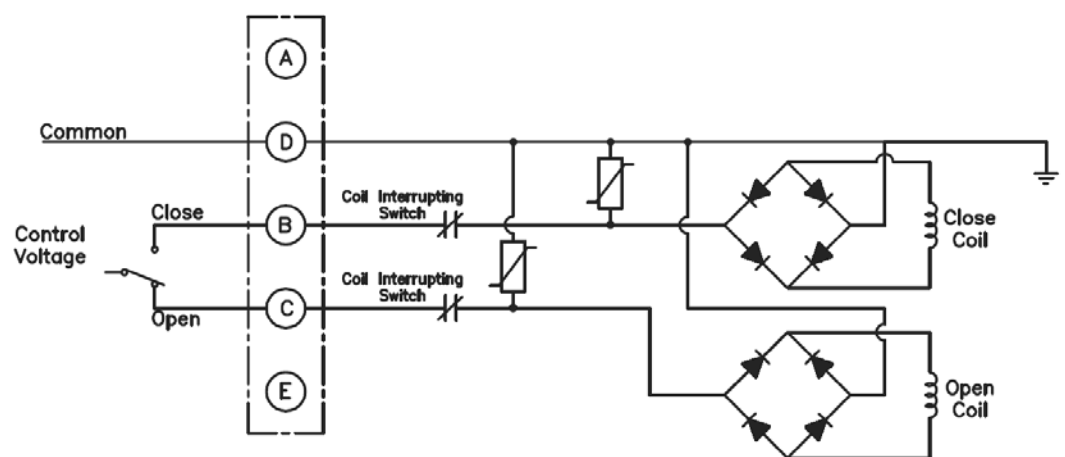 A
Common
D
Coil Interrupting
Switch
Close
B
Control
Voltage
Close
Coil
Coil Interrupting
Switch
C
Open
E
Open
Coil